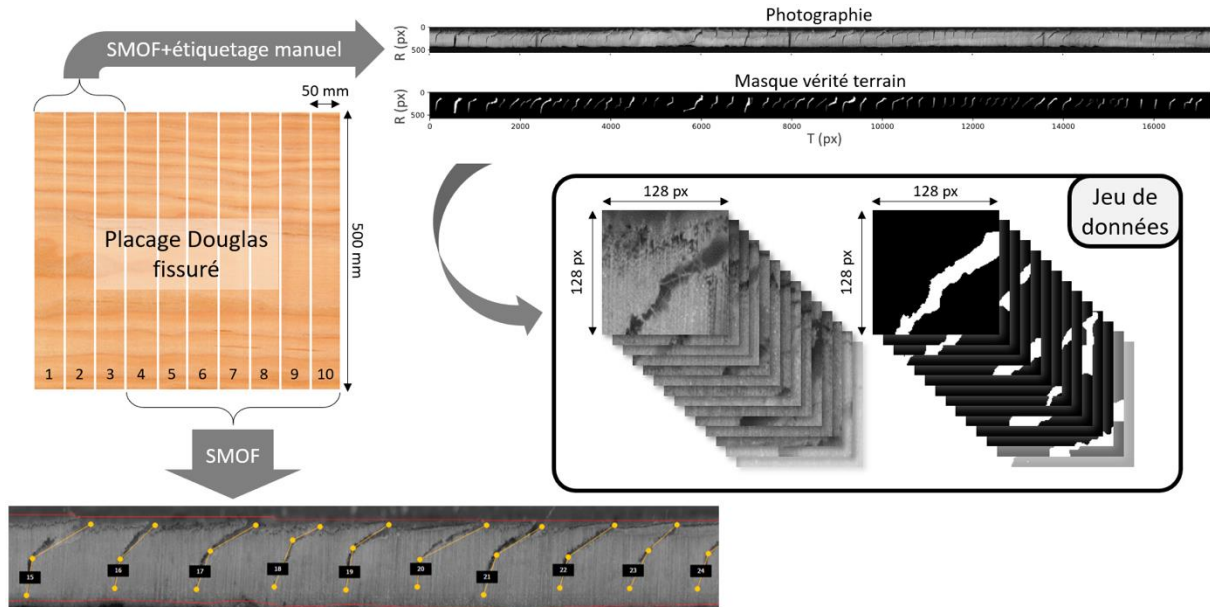 SMOF+étiquetage manuel
Photographie
R (px)
0
500
Masque vérité terrain
R (px)
0
500
0
2000
4000
6000
8000
10000
12000
14000
16000
T (px)
50 mm
500 mm
Placage Douglas
fissuré
1 2 3 4 5 6 7 8 9 10
128 px
128 px
128 px
128 px
Jeu de
données
SMOF
15 16 17 18 19 20 21 22 23 24